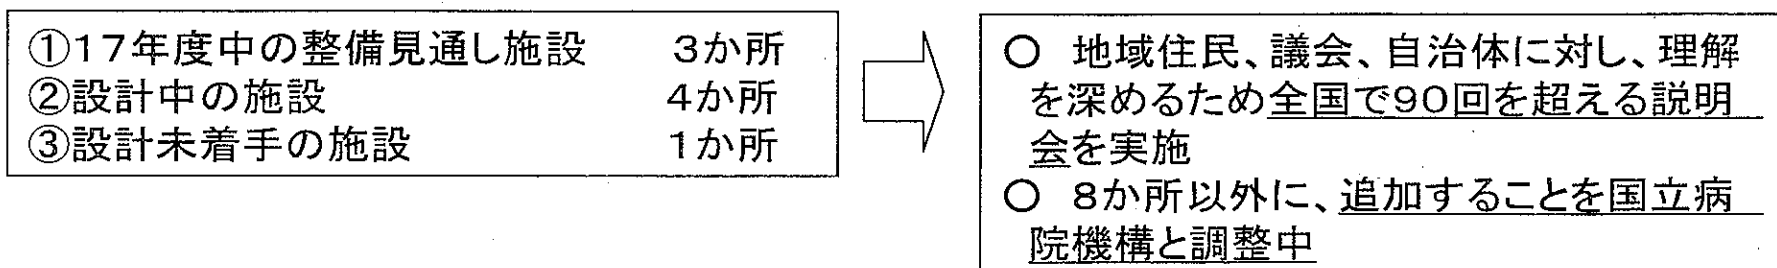 ①17年度中の整備見通し施設　　3か所
②設計中の施設　　4か所
③設計未着手の施設　　1か所
○　地域住民、議会、自治体に対し、理解
を深めるため全国で90回を超える説明
会を実施
○　8か所以外に、追加することを国立病
院機構と調整中